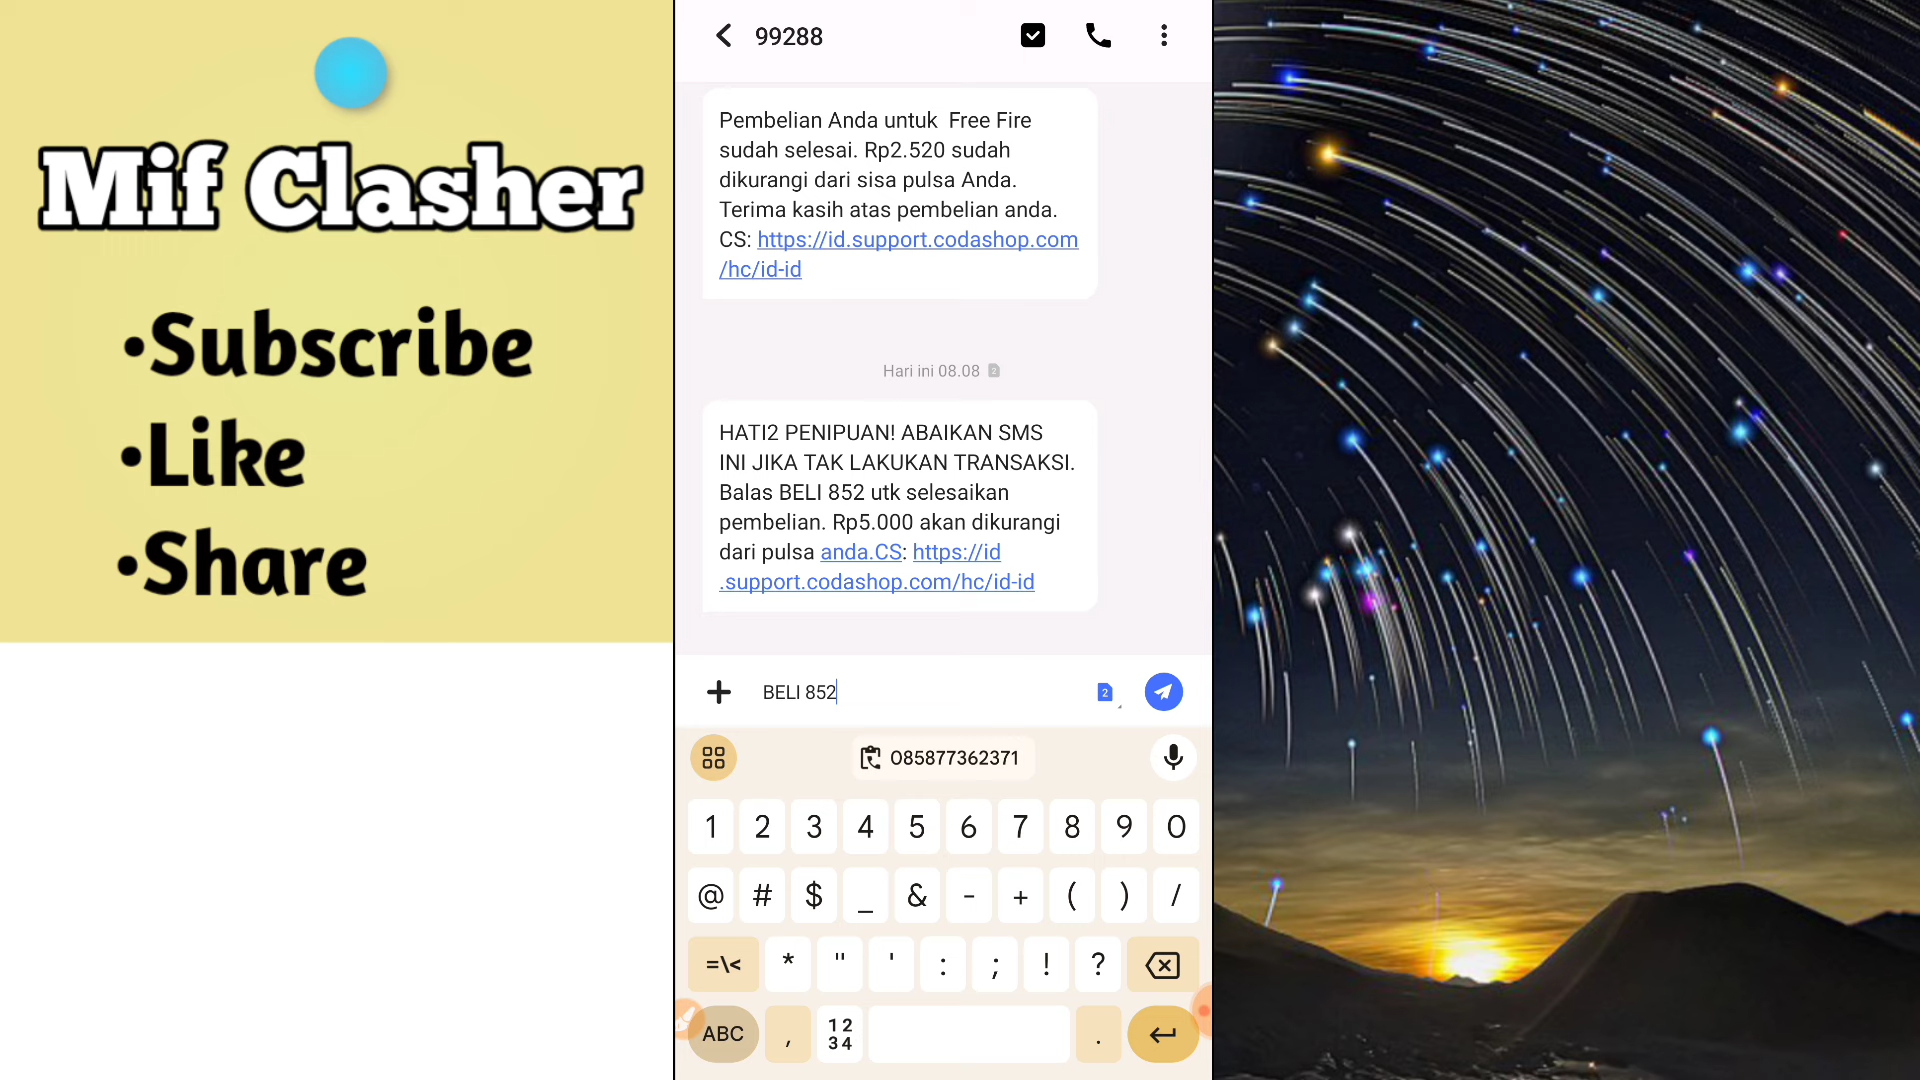 Mif Clasher
•Subscribe
•Like
•Share
99288
Pembelian Anda untuk  Free Fire
sudah selesai. Rp2.520 sudah
dikurangi dari sisa pulsa Anda.
Terima kasih atas pembelian anda.
CS: https://id.support.codashop.com
/hc/id-id
Hari ini 08.08 2
HATI2 PENIPUAN! ABAIKAN SMS
INI JIKA TAK LAKUKAN TRANSAKSI.
Balas BELI 852 utk selesaikan
pembelian. Rp5.000 akan dikurangi
dari pulsa anda.CS: https://id
.support.codashop.com/hc/id-id
BELI 852 2
085877362371
1 2 3 4 5 6 7 8 9 0
@ # $ _ & - + ( ) /
=\< * " ' : ; ! ?
ABC , 12 .
34